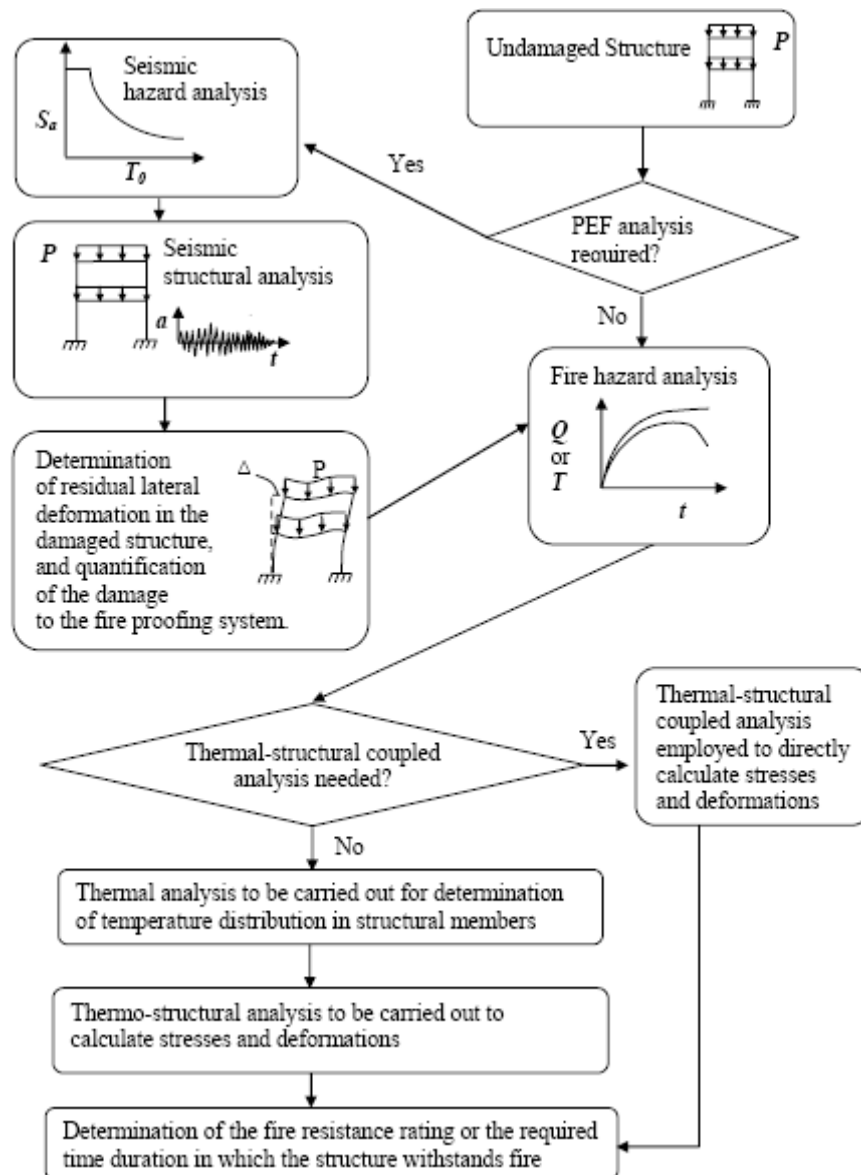 Undamaged Structure
P
Seismic
hazard analysis
Sa
T0
Yes
PEF analysis
required?
No
P
Seismic
structural analysis
a
t
Fire hazard analysis
Q
or
T
t
Determination
of residual lateral
deformation in the
damaged structure,
and quantification
of the damage
to the fire proofing system.
Δ
P
Thermal-structural coupled
analysis needed?
Yes
Thermal-structural
coupled analysis
employed to directly
calculate stresses
and deformations
No
Thermal analysis to be carried out for determination
of temperature distribution in structural members
Thermo-structural analysis to be carried out to
calculate stresses and deformations
Determination of the fire resistance rating or the required
time duration in which the structure withstands fire